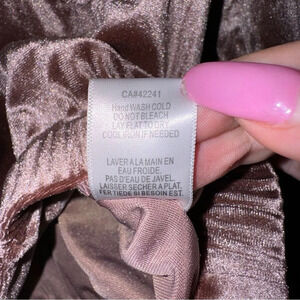 CA#42241
Hand WASH COLD
DO NOT BLEACH
LAY FLAT TO DRY
COOL IRON IF NEEDED
LAVER A LA MAIN EN
EAU FROIDE.
PAS D'EAU DE JAVEL.
LAISSER SECHER A PLAT.
FER TIEDE SI BESOIN EST.